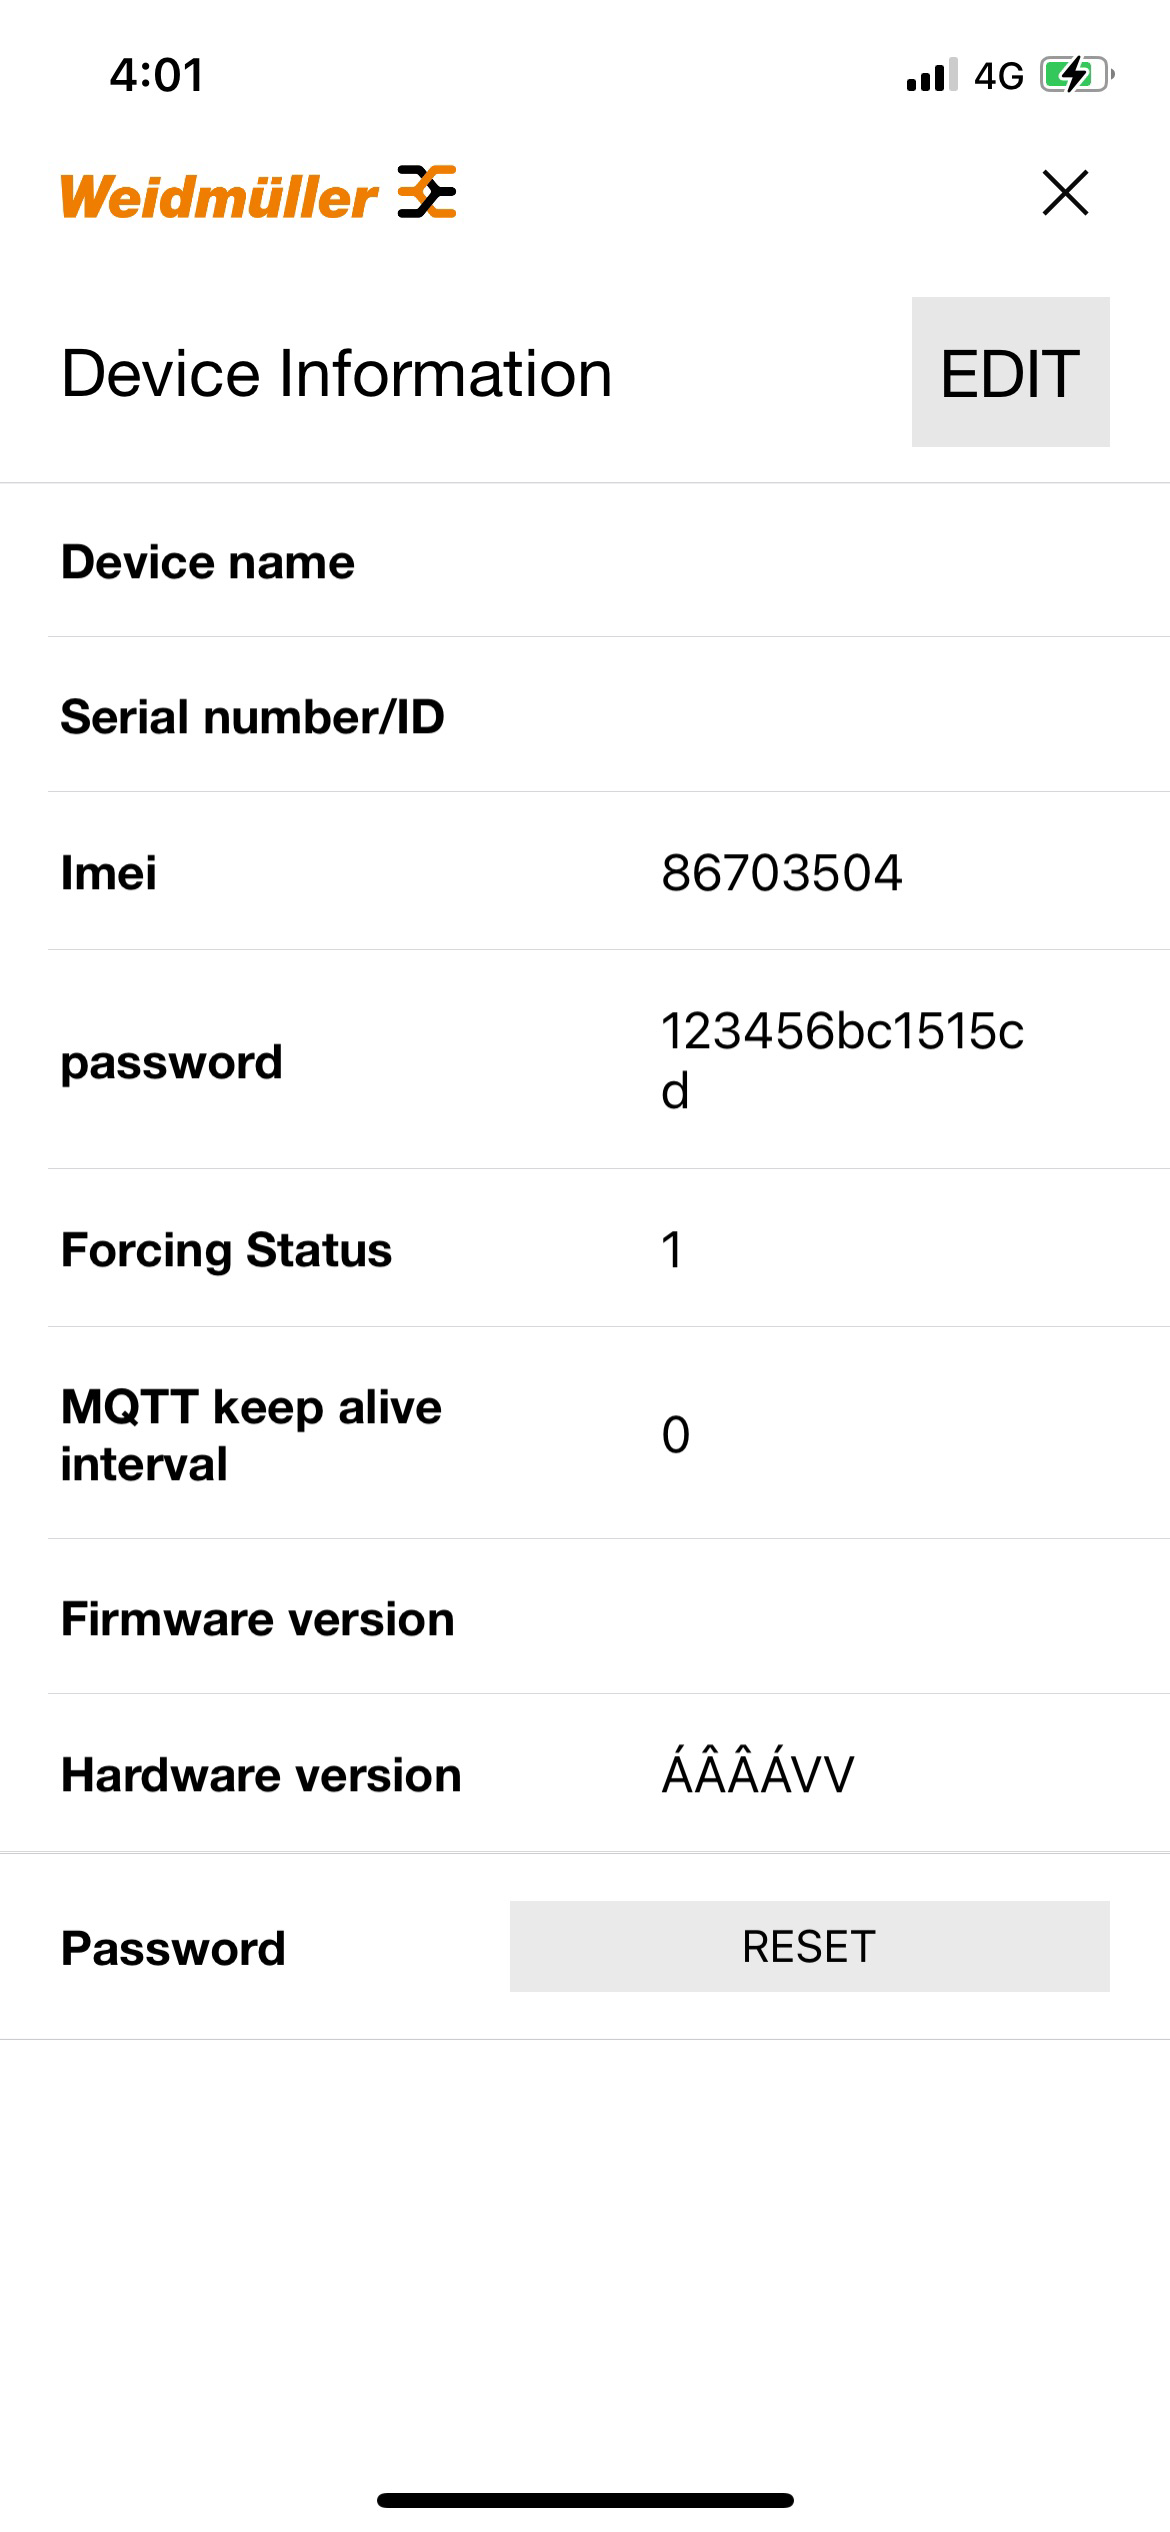 4:01
4G
Weidmüller
Device Information
EDIT
Device name
Serial number/ID
Imei
86703504
password
123456bc1515c
d
Forcing Status
1
MQTT keep alive
interval
0
Firmware version
Hardware version
ÁÂÂÁVV
Password
RESET